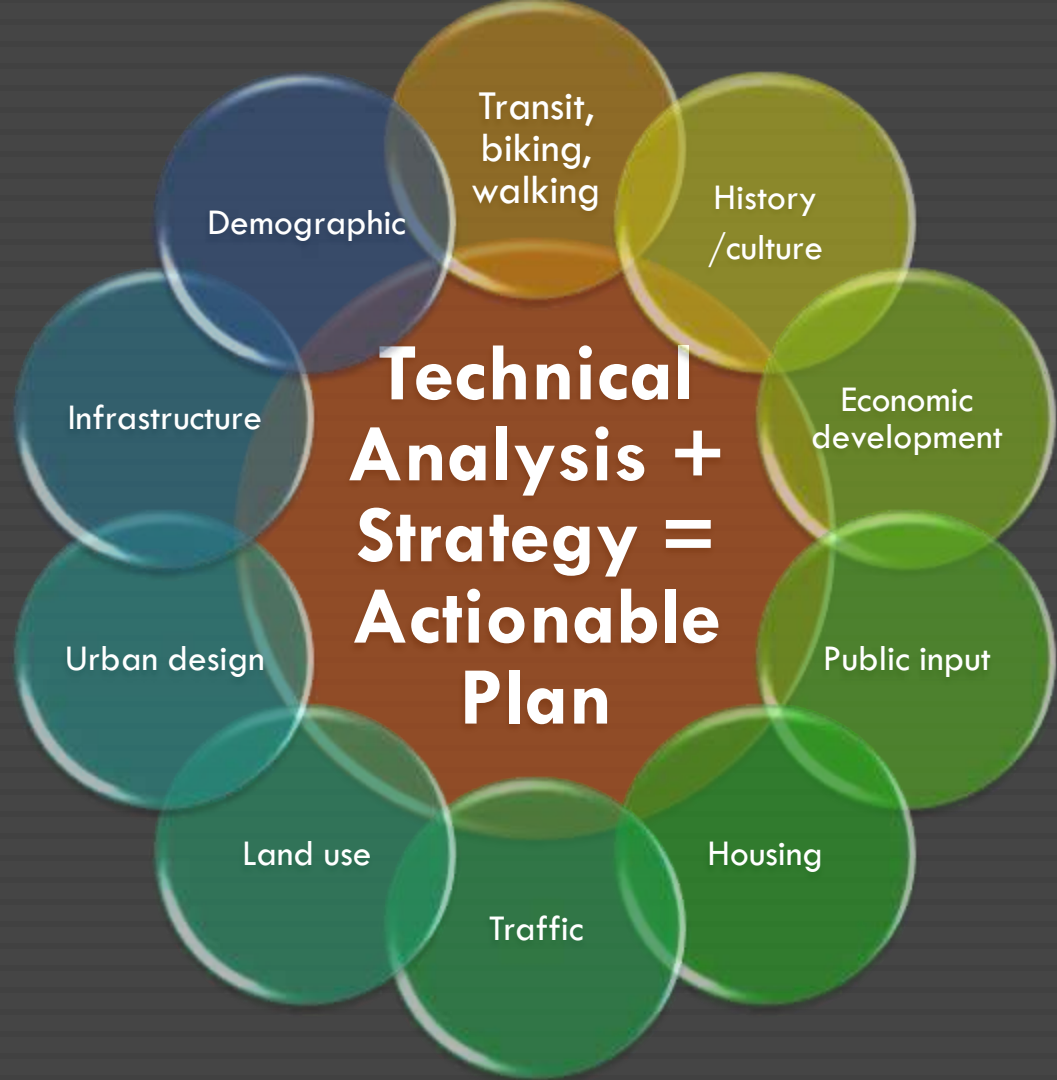 Transit,
biking,
walking
History
/culture
Economic
development
Public input
Housing
Traffic
Land use
Urban design
Infrastructure
Demographic
Technical
Analysis +
Strategy =
Actionable
Plan